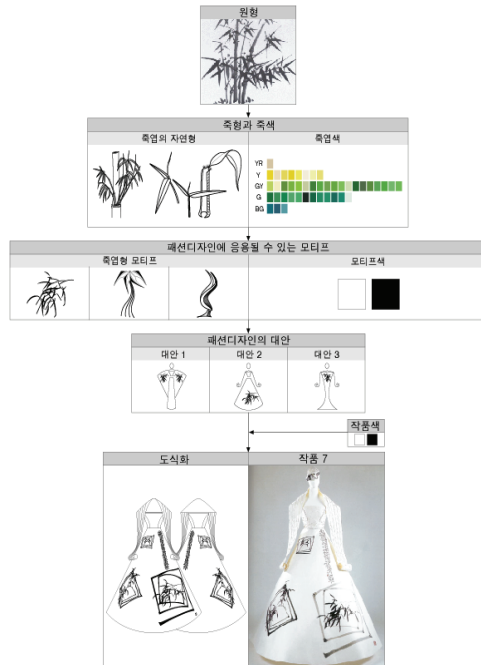 원형
죽형과 죽색
죽엽의 자연형
죽엽색
YR
Y
GY
G
BG
패션디자인에 응용될 수 있는 모티프
죽엽형 모티프
모티프색
패션디자인의 대안
대안 1
대안 2
대안 3
작품색
도식화
작품 7